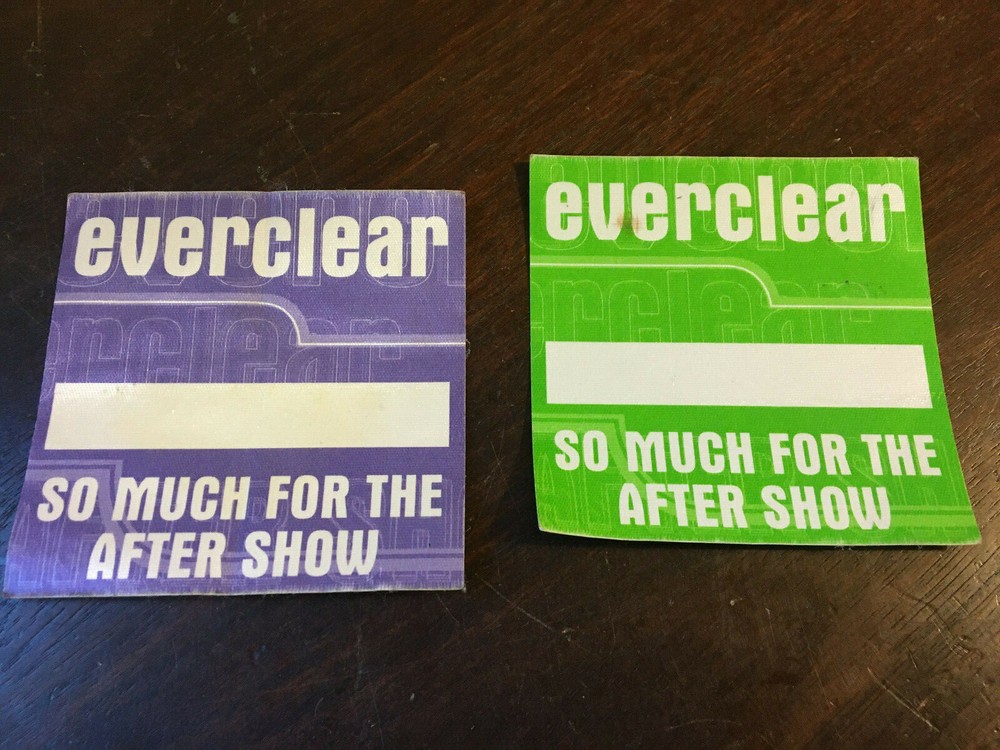 everclear
SO MUCH FOR THE
AFTER SHOW
everclear
SO MUCH FOR THE
AFTER SHOW